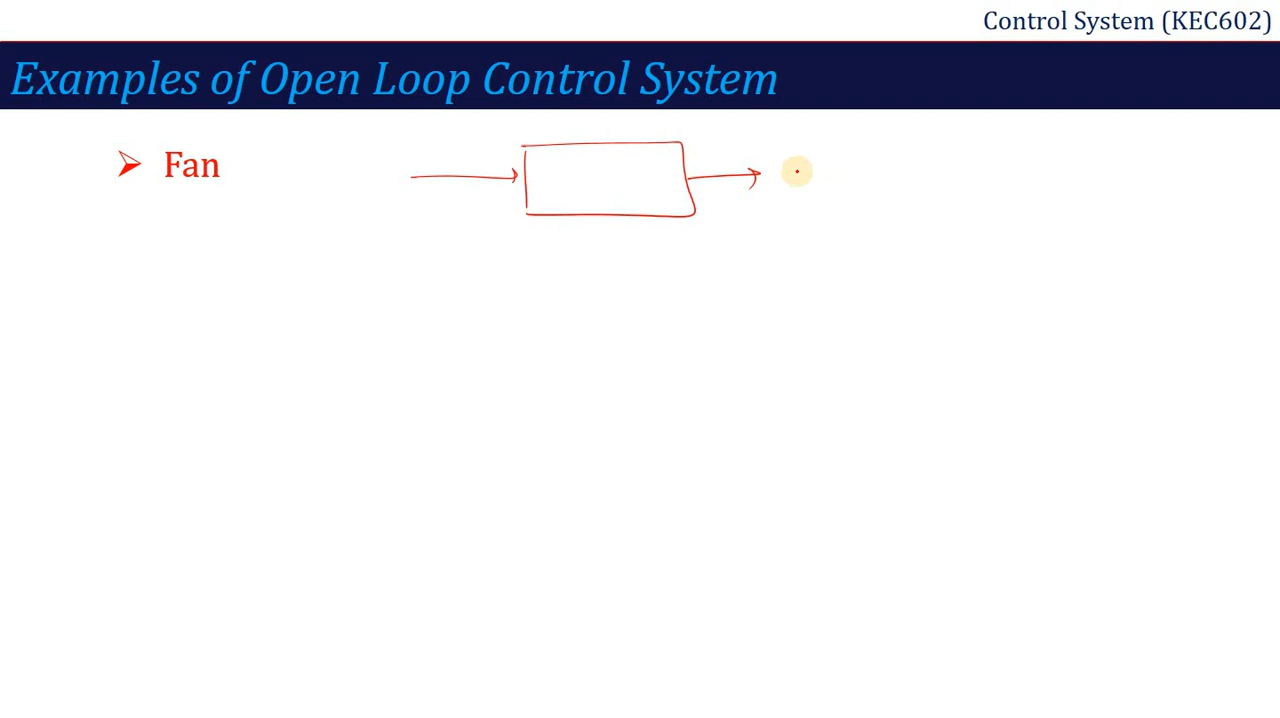 Control System (KEC602)
Examples of Open Loop Control System
Fan